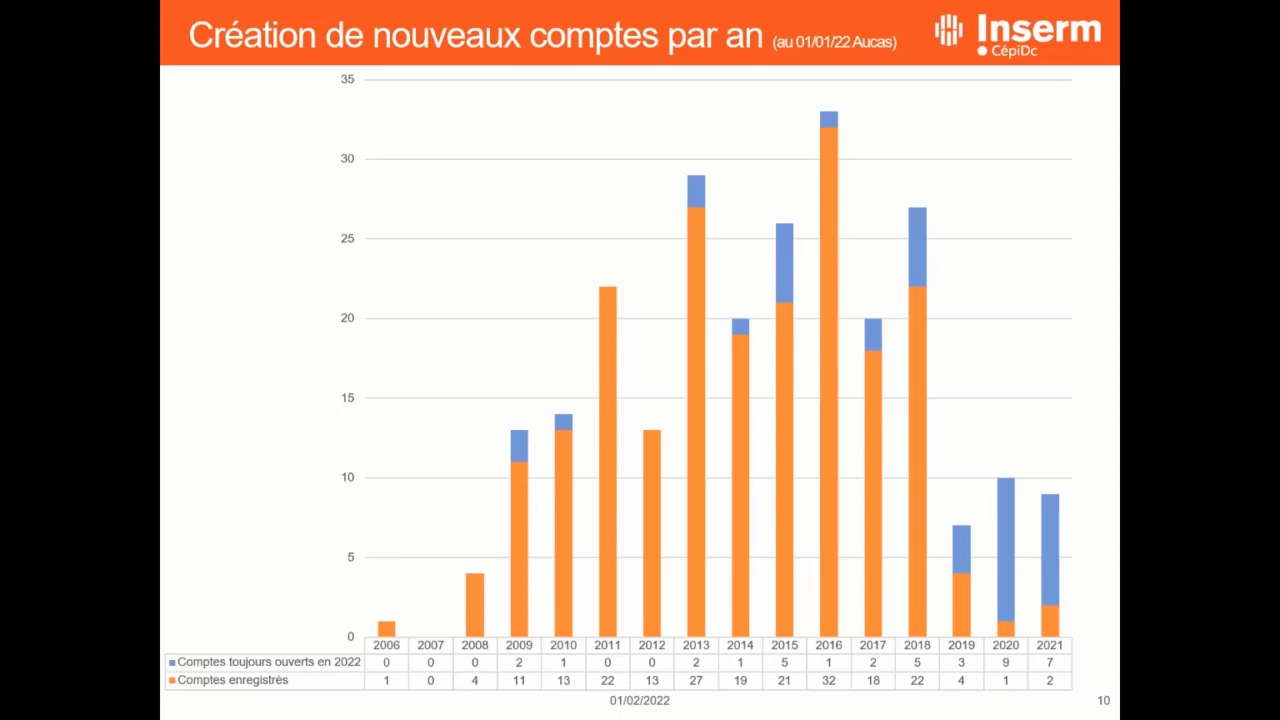 Création de nouveaux comptes par an (au 01/01/22 Aucas)
Inserm
CépiDc
35
30
25
20
15
10
5
0
2006 2007 2008 2009 2010 2011 2012 2013 2014 2015 2016 2017 2018 2019 2020 2021
Comptes toujours ouverts en 2022 0 0 0 2 1 0 0 2 1 5 1 2 5 3 9 7
Comptes enregistrés 1 0 4 11 13 22 13 27 19 21 32 18 22 4 1 2
01/02/2022
10